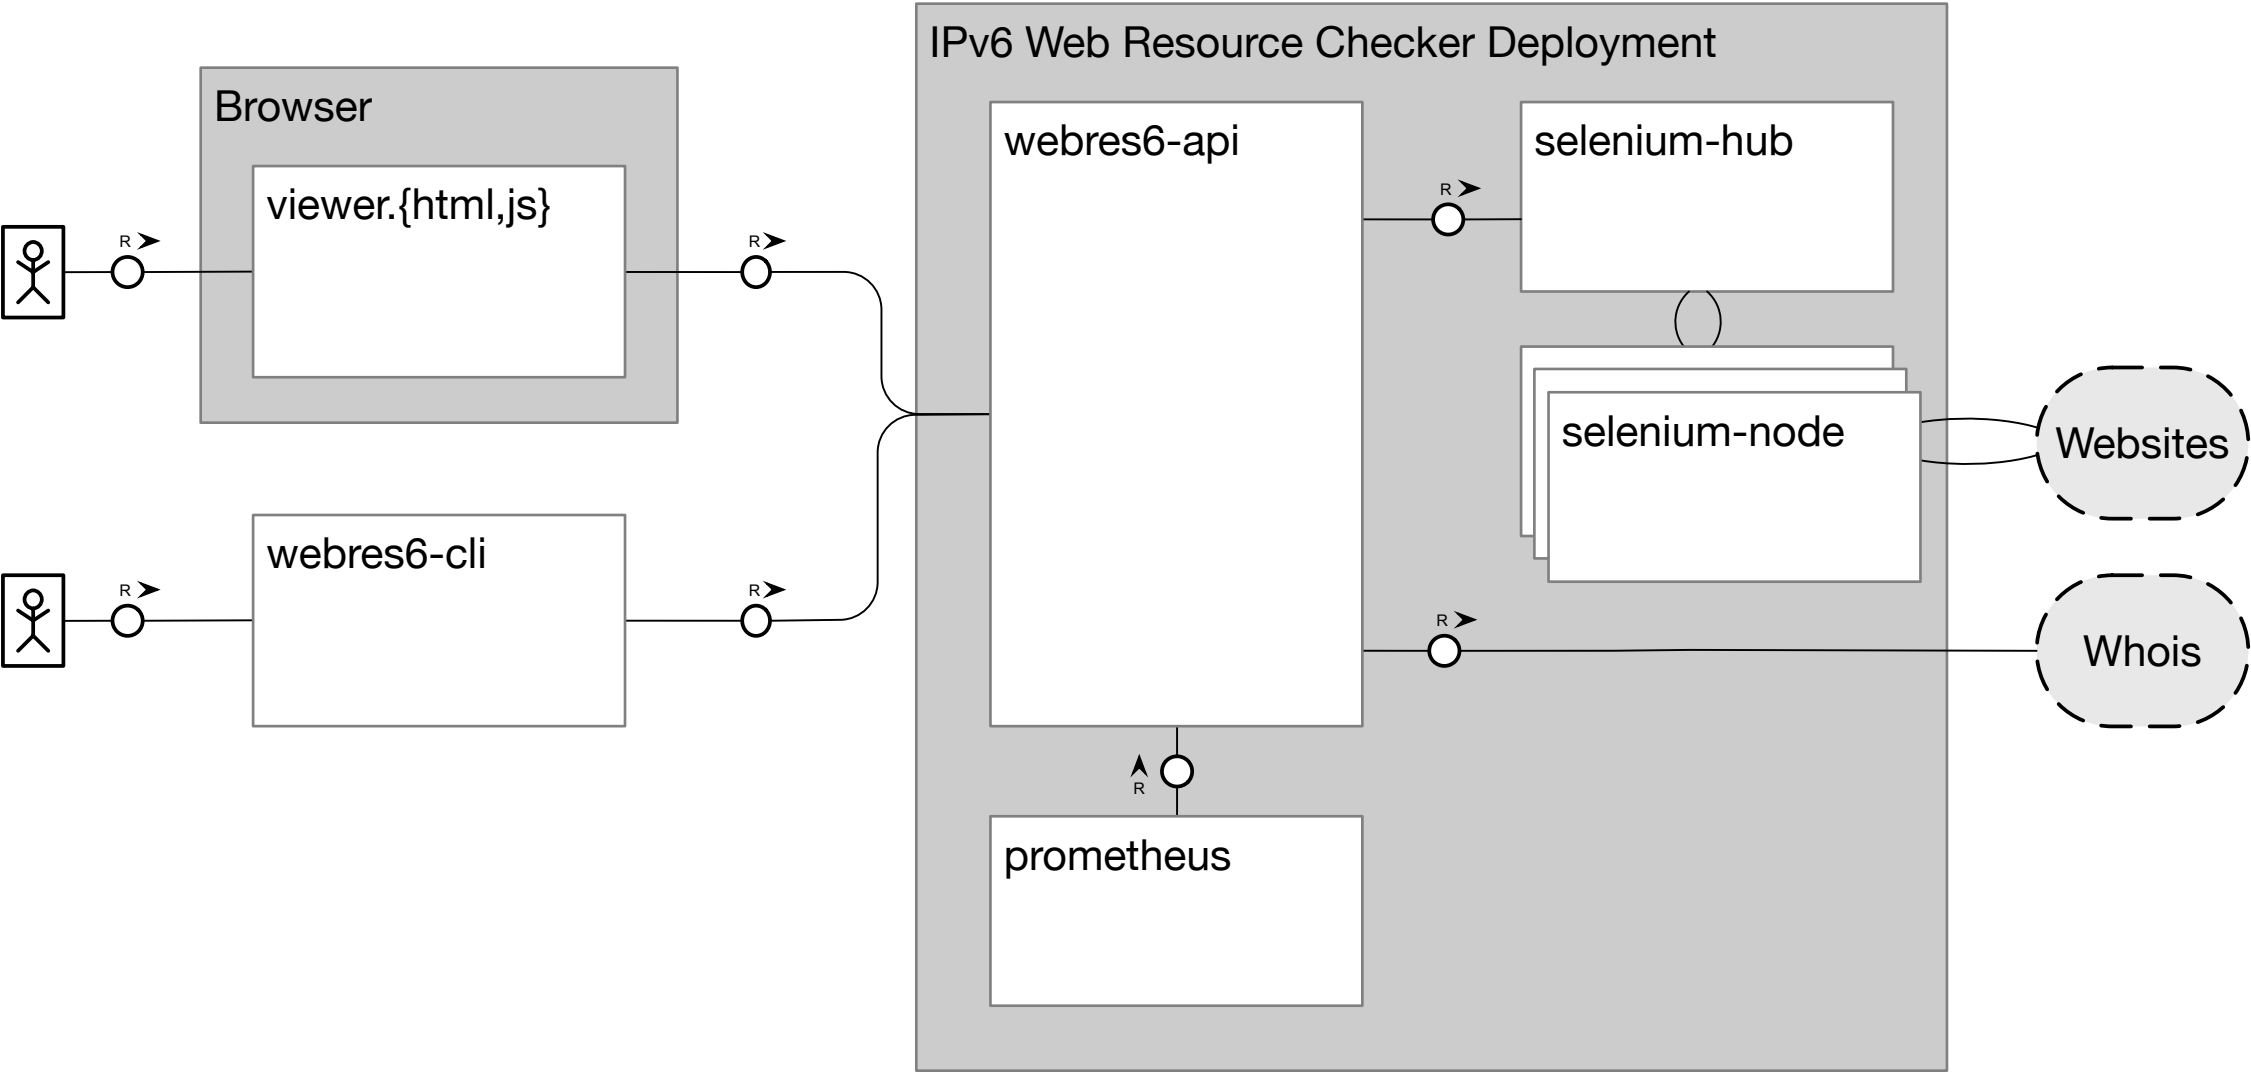 IPv6 Web Resource Checker Deployment
Browser
webres6-api
selenium-hub
viewer.{html,js}
R
R
R
selenium-node
Websites
webres6-cli
R
R
R
Whois
R
prometheus